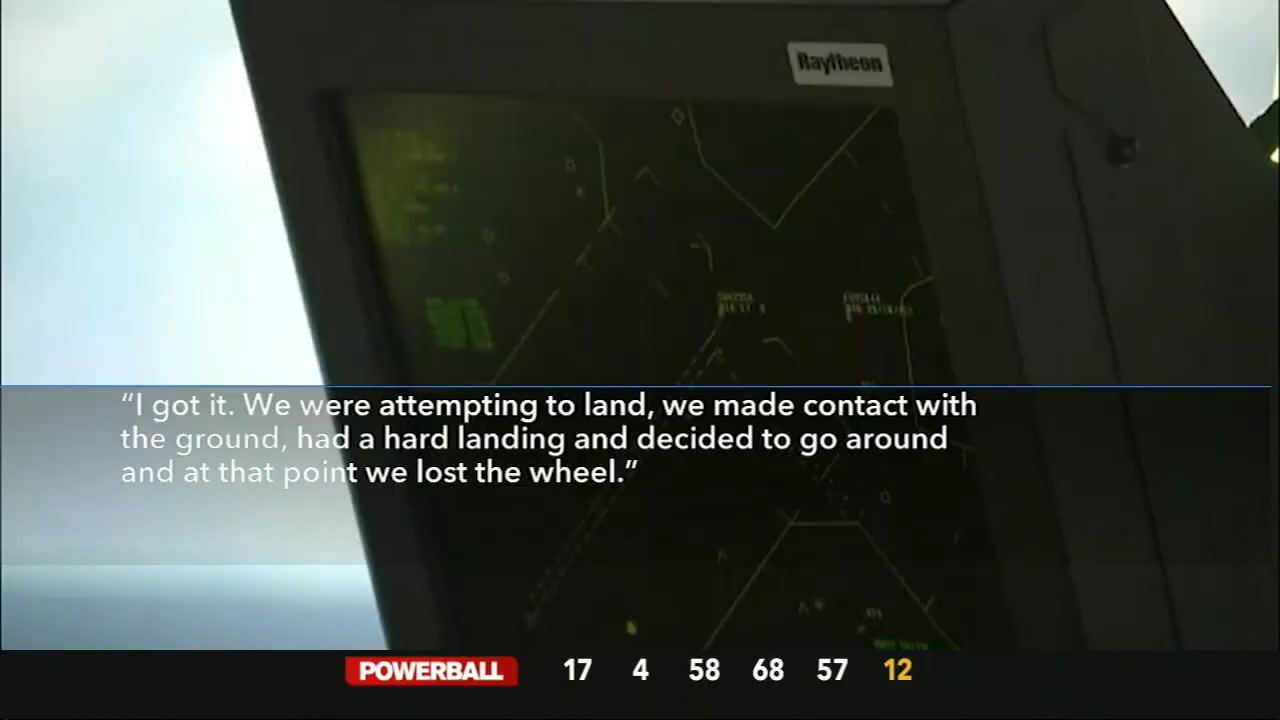 Raytheon
“I got it. We were attempting to land, we made contact with
the ground, had a hard landing and decided to go around
and at that point we lost the wheel.”
POWERBALL 17 4 58 68 57 12